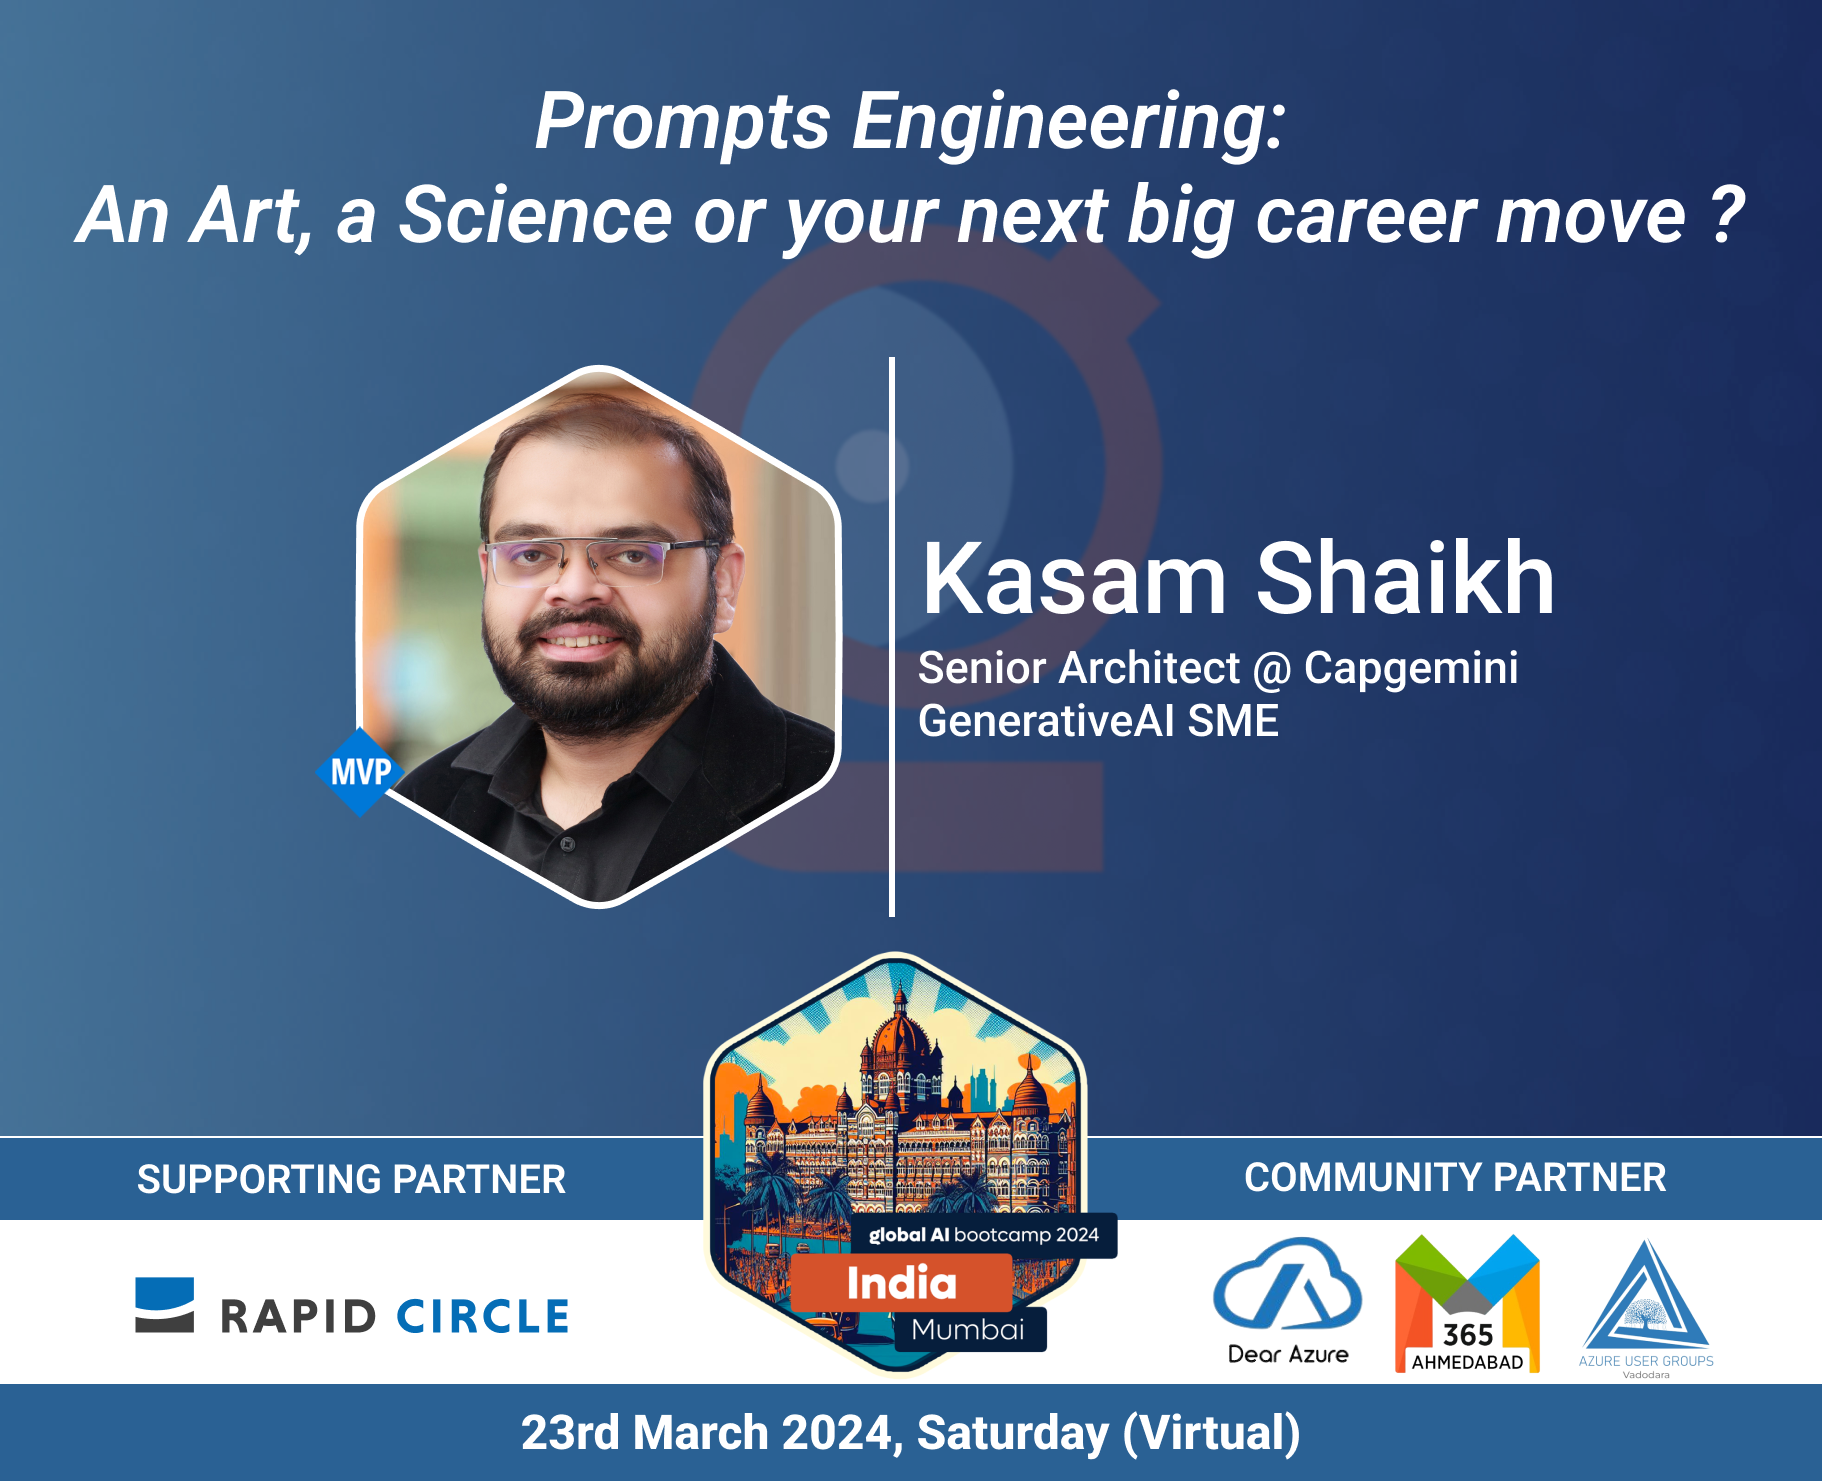 Prompts Engineering:
An Art, a Science or your next big career move ?
MVP
Kasam Shaikh
Senior Architect @ Capgemini
GenerativeAI SME
SUPPORTING PARTNER
RAPID CIRCLE
global AI bootcamp 2024
India
Mumbai
COMMUNITY PARTNER
Dear Azure
365
AHMEDABAD
AZURE USER GROUPS
Vadodara
23rd March 2024, Saturday (Virtual)